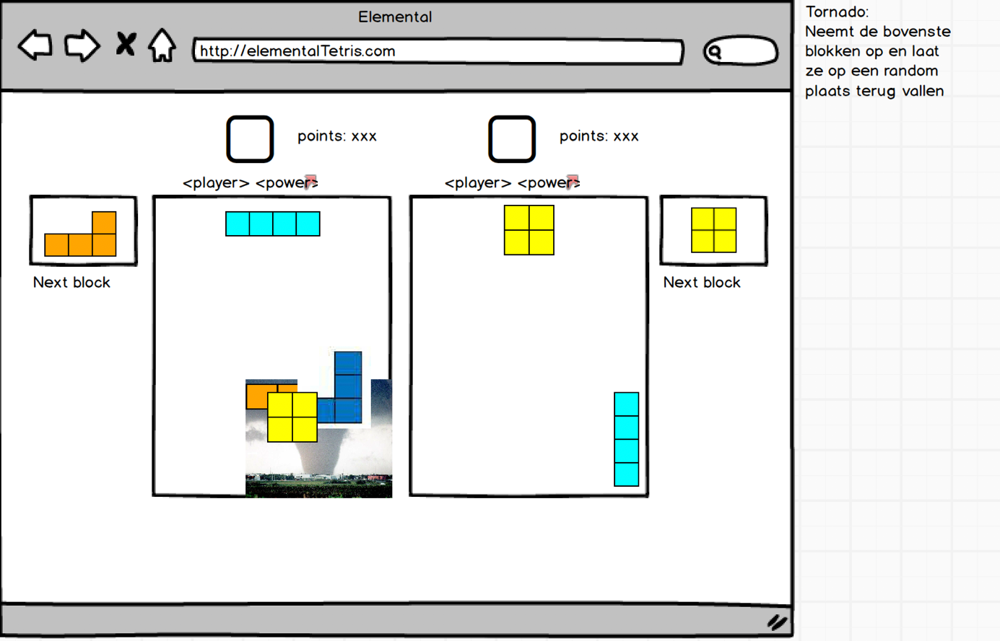 Elemental
http://elementalTetris.com
points: xxx
points: xxx
<player> <power>
<player> <power>
Next block
Next block
Tornado:
Neemt de bovenste
blokken op en laat
ze op een random
plaats terug vallen